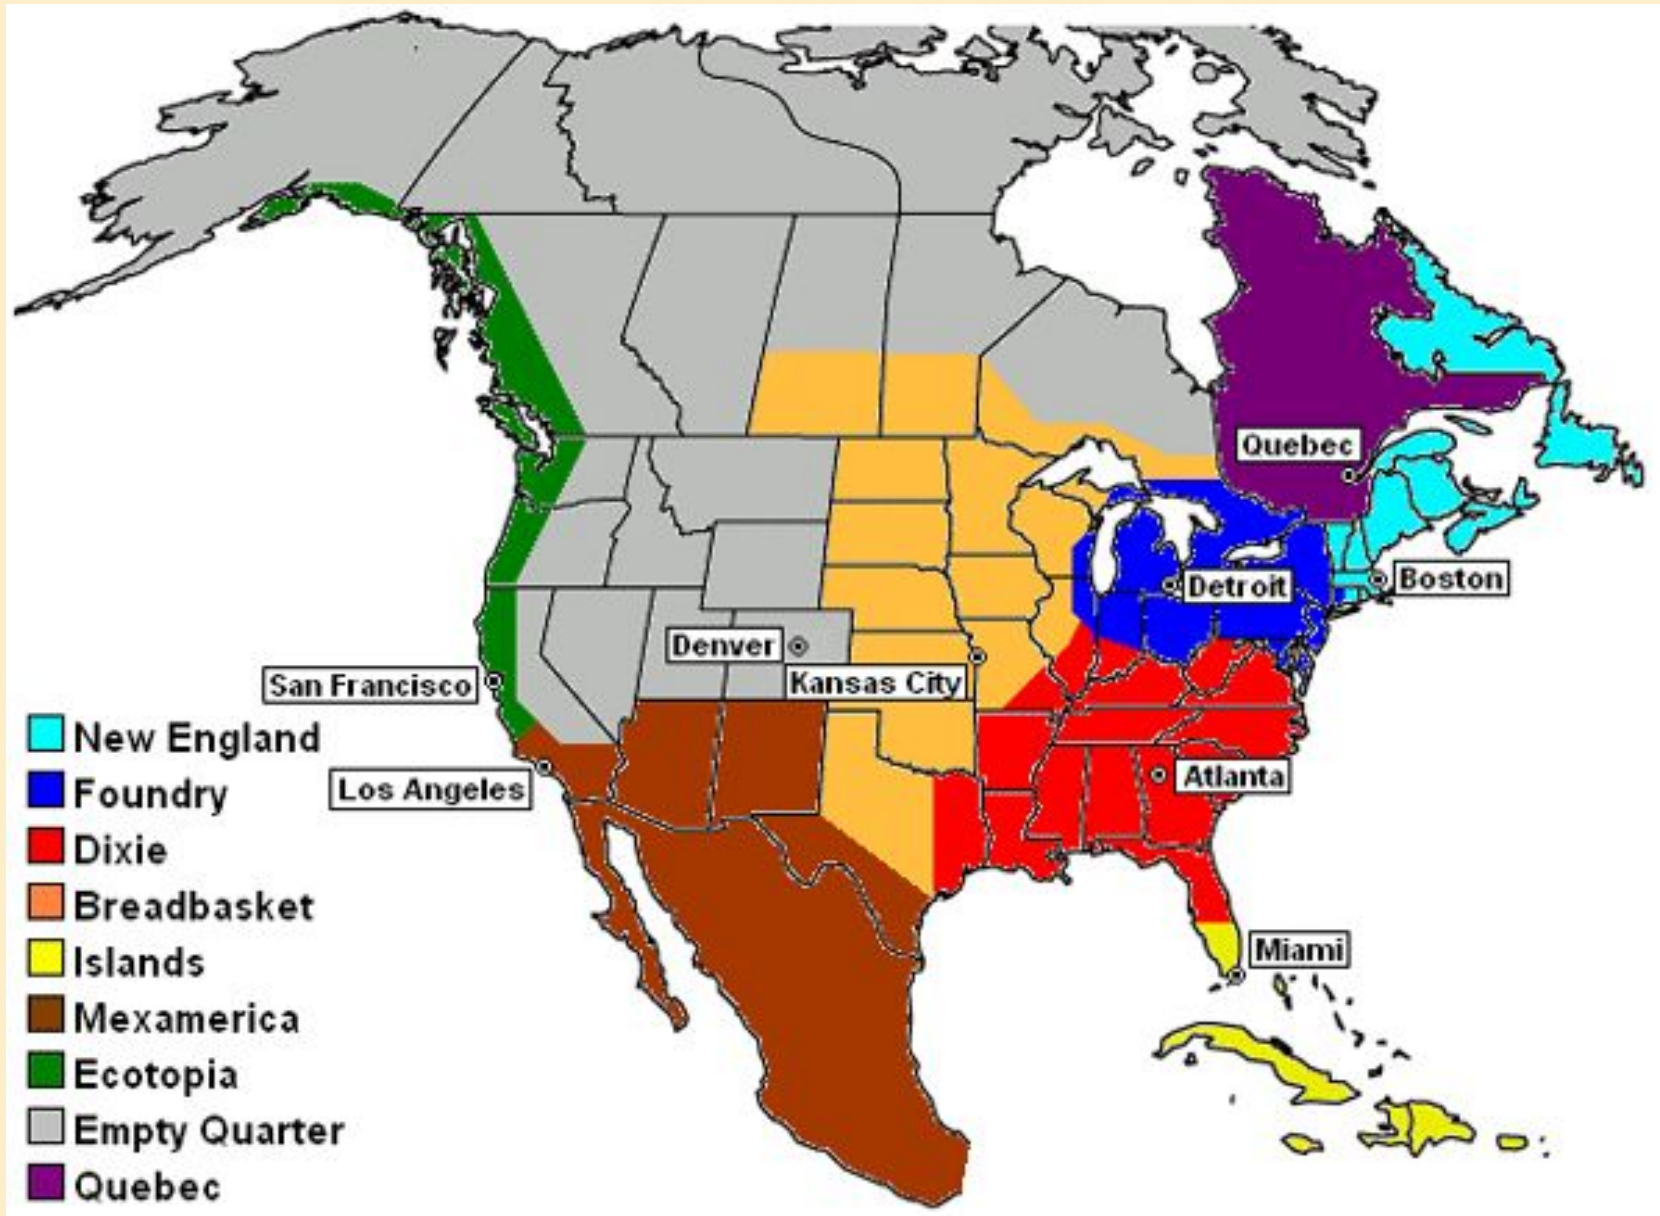 Quebec
Boston
Detroit
Denver
Kansas City
San Francisco
Los Angeles
Atlanta
Miami
New England
Foundry
Dixie
Breadbasket
Islands
Mexamerica
Ecotopia
Empty Quarter
Quebec